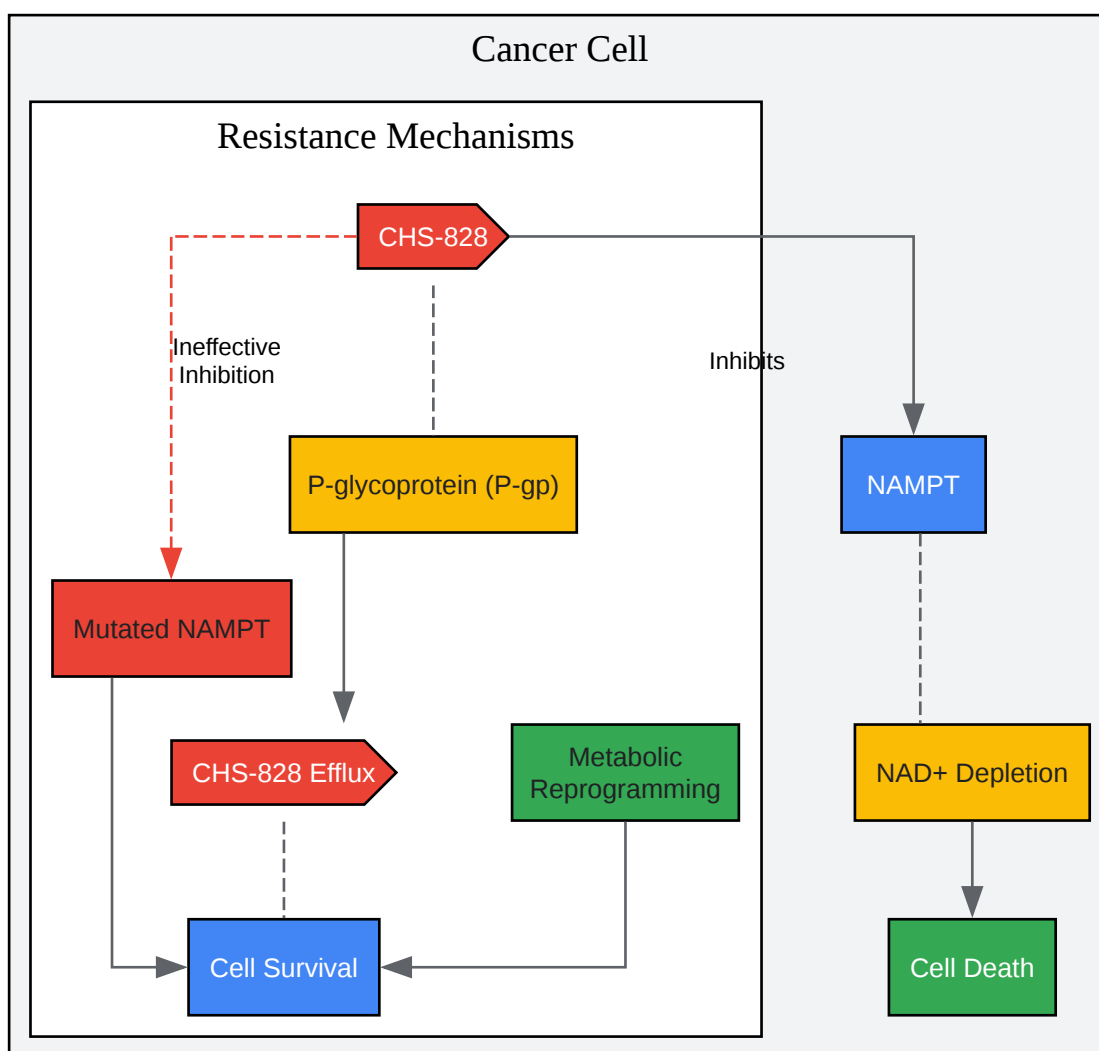 Cancer Cell
Resistance Mechanisms
CHS-828
Ineffective
Inhibition
Inhibits
P-glycoprotein (P-gp)
NAMPT
Mutated NAMPT
CHS-828 Efflux
Metabolic
Reprogramming
NAD+ Depletion
Cell Survival
Cell Death